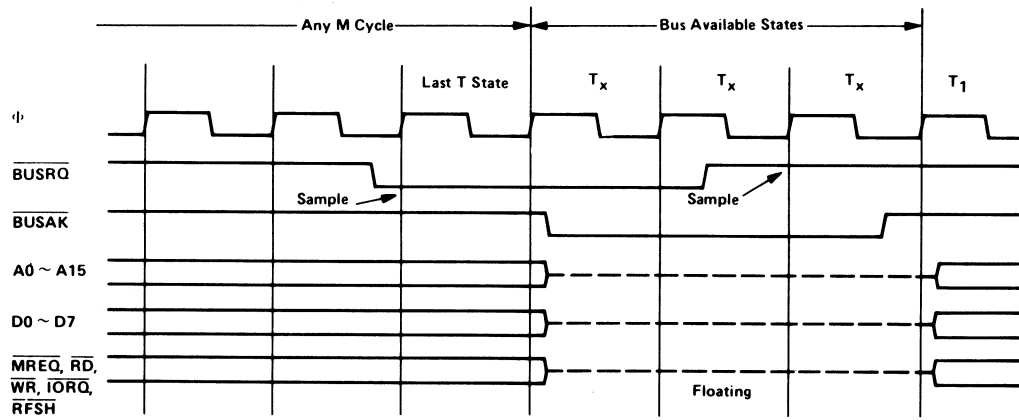 Any M Cycle Bus Available States
Last T State Tx Tx Tx T1
Φ
BUSRQ
Sample Sample
BUSAK
A0 ~ A15
D0 ~ D7
MREQ, RD,
WR, IORQ, Floating
RFSH